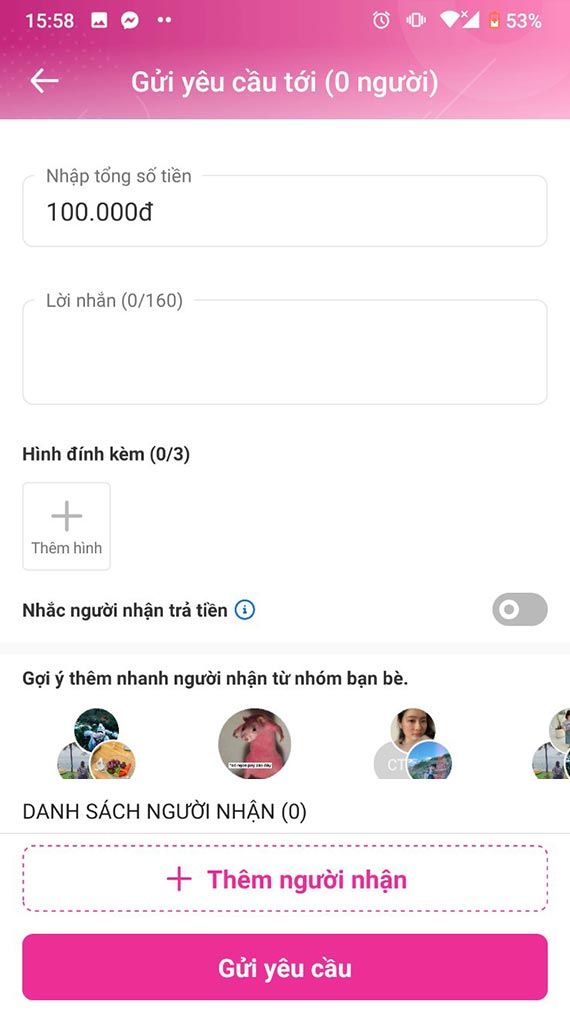 15:58
53%
Gửi yêu cầu tới (0 người)
Nhập tổng số tiền
100.000đ
Lời nhắn (0/160)
Hình đính kèm (0/3)
Thêm hình
Nhắc người nhận trả tiền
Gợi ý thêm nhanh người nhận từ nhóm bạn bè.
CT
DANH SÁCH NGƯỜI NHẬN (0)
Thêm người nhận
Gửi yêu cầu